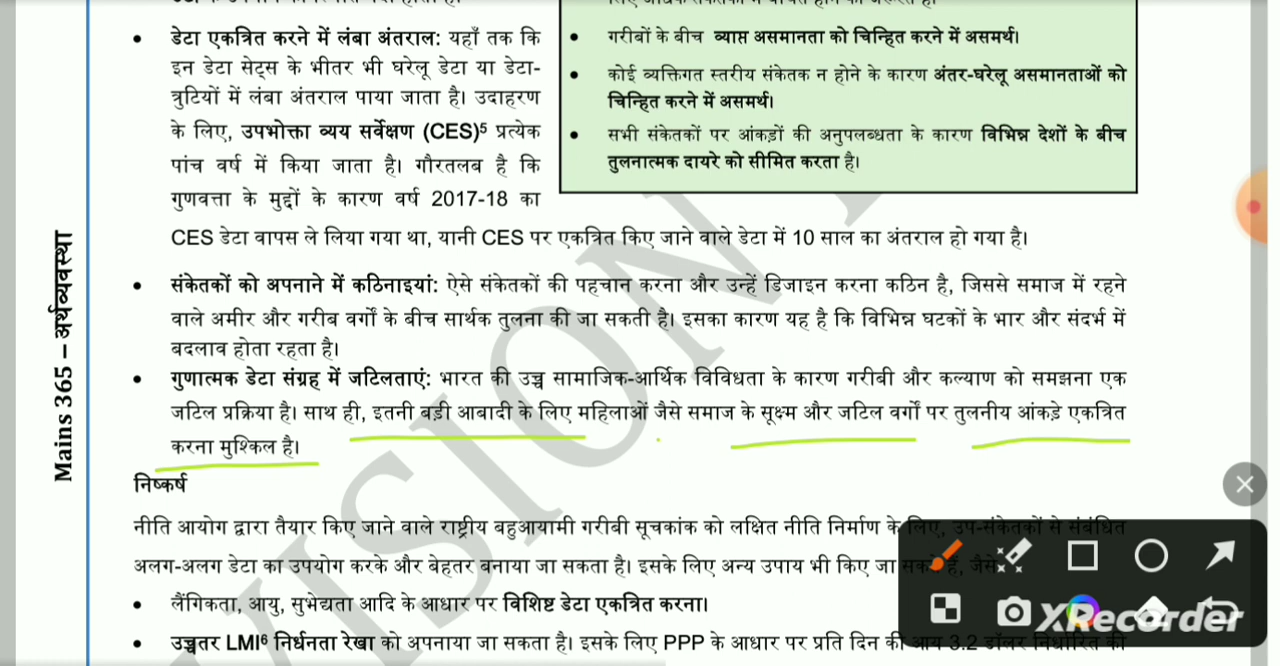 डेटा एकत्रित करने में लंबा अंतराल: यहाँ तक कि
इन डेटा सेट्स के भीतर भी घरेलू डेटा या डेटा-
त्रुटियों में लंबा अंतराल पाया जाता है। उदाहरण
के लिए, उपभोक्ता व्यय सर्वेक्षण (CES)⁵ प्रत्येक
पांच वर्ष में किया जाता है। गौरतलब है कि
गुणवत्ता के मुद्दों के कारण वर्ष 2017-18 का
गरीबों के बीच व्याप्त असमानता को चिन्हित करने में असमर्थ।
कोई व्यक्तिगत स्तरीय संकेतक न होने के कारण अंतर-घरेलू असमानताओं को
चिन्हित करने में असमर्थ।
सभी संकेतकों पर आंकड़ों की अनुपलब्धता के कारण विभिन्न देशों के बीच
तुलनात्मक दायरे को सीमित करता है।
CES डेटा वापस ले लिया गया था, यानी CES पर एकत्रित किए जाने वाले डेटा में 10 साल का अंतराल हो गया है।
संकेतकों को अपनाने में कठिनाइयां: ऐसे संकेतकों की पहचान करना और उन्हें डिजाइन करना कठिन है, जिससे समाज में रहने
वाले अमीर और गरीब वर्गों के बीच सार्थक तुलना की जा सकती है। इसका कारण यह है कि विभिन्न घटकों के भार और संदर्भ में
बदलाव होता रहता है।
गुणात्मक डेटा संग्रह में जटिलताएं: भारत की उच्च सामाजिक-आर्थिक विविधता के कारण गरीबी और कल्याण को समझना एक
जटिल प्रक्रिया है। साथ ही, इतनी बड़ी आबादी के लिए महिलाओं जैसे समाज के सूक्ष्म और जटिल वर्गों पर तुलनीय आंकड़े एकत्रित
करना मुश्किल है।
निष्कर्ष
नीति आयोग द्वारा तैयार किए जाने वाले राष्ट्रीय बहुआयामी गरीबी सूचकांक को लक्षित नीति निर्माण के लिए, उप-संकेतकों से संबंधित
अलग-अलग डेटा का उपयोग करके और बेहतर बनाया जा सकता है। इसके लिए अन्य उपाय भी किए जा सकते हैं, जैसे
लैंगिकता, आयु, सुभेद्यता आदि के आधार पर विशिष्ट डेटा एकत्रित करना।
उच्चतर LMI⁶ निर्धनता रेखा को अपनाया जा सकता है। इसके लिए PPP के आधार पर प्रति दिन की आय 3.2 डॉलर निर्धारित की
Mains 365 – अर्थव्यवस्था
VISION
XRecorder